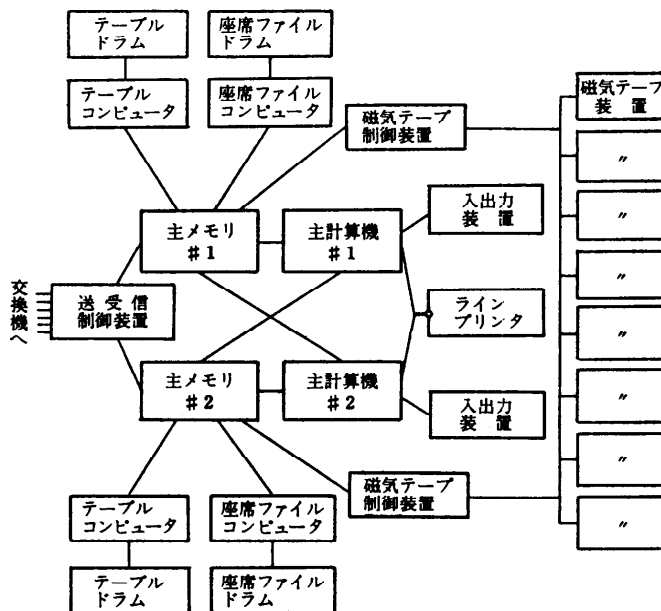 テーブル
ドラム
座席ファイル
ドラム
テーブル
コンピュータ
座席ファイル
コンピュータ
磁気テープ
制御装置
磁気テープ
装 置
〃
〃
〃
〃
〃
〃
〃
主メモリ
#1
主計算機
#1
入出力
装 置
交換機へ
送受信
制御装置
ライン
プリンタ
主メモリ
#2
主計算機
#2
入出力
装 置
磁気テープ
制御装置
テーブル
コンピュータ
座席ファイル
コンピュータ
テーブル
ドラム
座席ファイル
ドラム